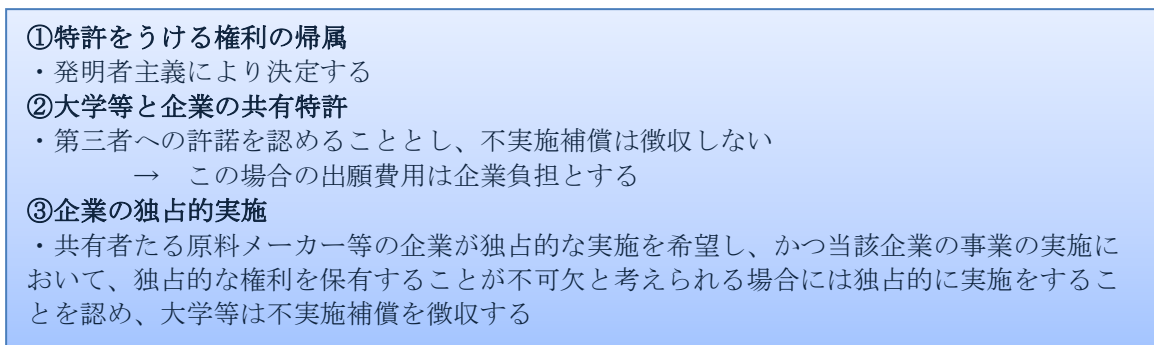 ①特許をうける権利の帰属
・発明者主義により決定する
②大学等と企業の共有特許
・第三者への許諾を認めることとし、不実施補償は徴収しない
→ この場合の出願費用は企業負担とする
③企業の独占的実施
・共有者たる原料メーカー等の企業が独占的な実施を希望し、かつ当該企業の事業の実施に
おいて、独占的な権利を保有することが不可欠と考えられる場合には独占的に実施をするこ
とを認め、大学等は不実施補償を徴収する